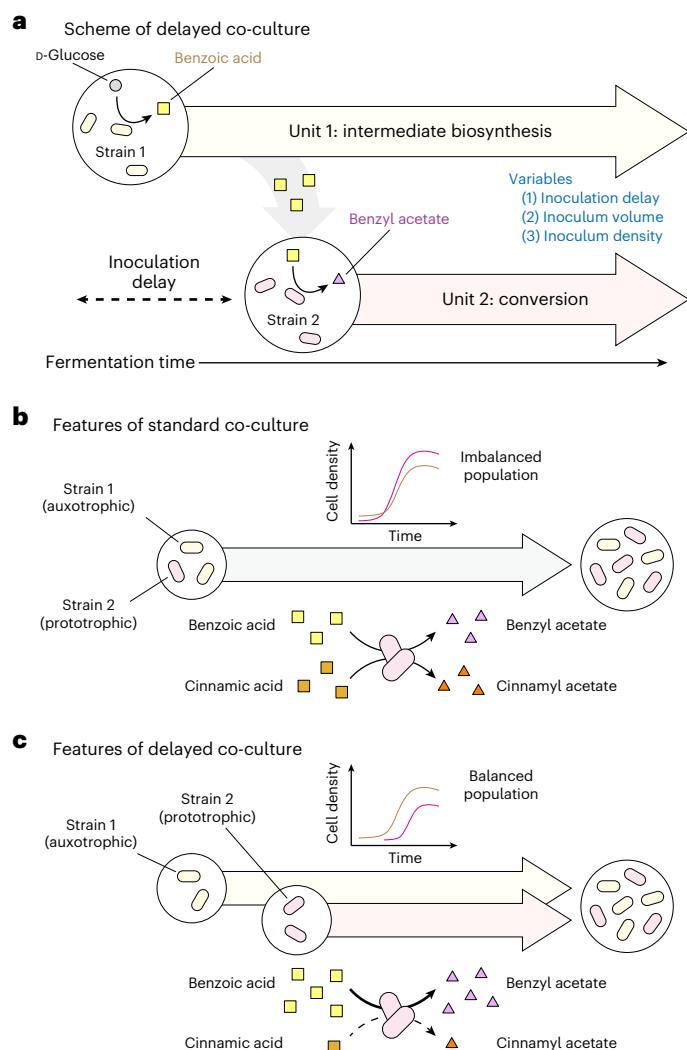 a
Scheme of delayed co-culture
D-Glucose
Benzoic acid
Strain 1
Unit 1: intermediate biosynthesis
Variables
(1) Inoculation delay
(2) Inoculum volume
(3) Inoculum density
Benzyl acetate
Inoculation
delay
Strain 2
Unit 2: conversion
Fermentation time
b
Features of standard co-culture
Cell density
Time
Imbalanced
population
Strain 1
(auxotrophic)
Strain 2
(prototrophic)
Benzoic acid
Benzyl acetate
Cinnamic acid
Cinnamyl acetate
c
Features of delayed co-culture
Cell density
Time
Balanced
population
Strain 2
(prototrophic)
Strain 1
(auxotrophic)
Benzoic acid
Benzyl acetate
Cinnamic acid
Cinnamyl acetate